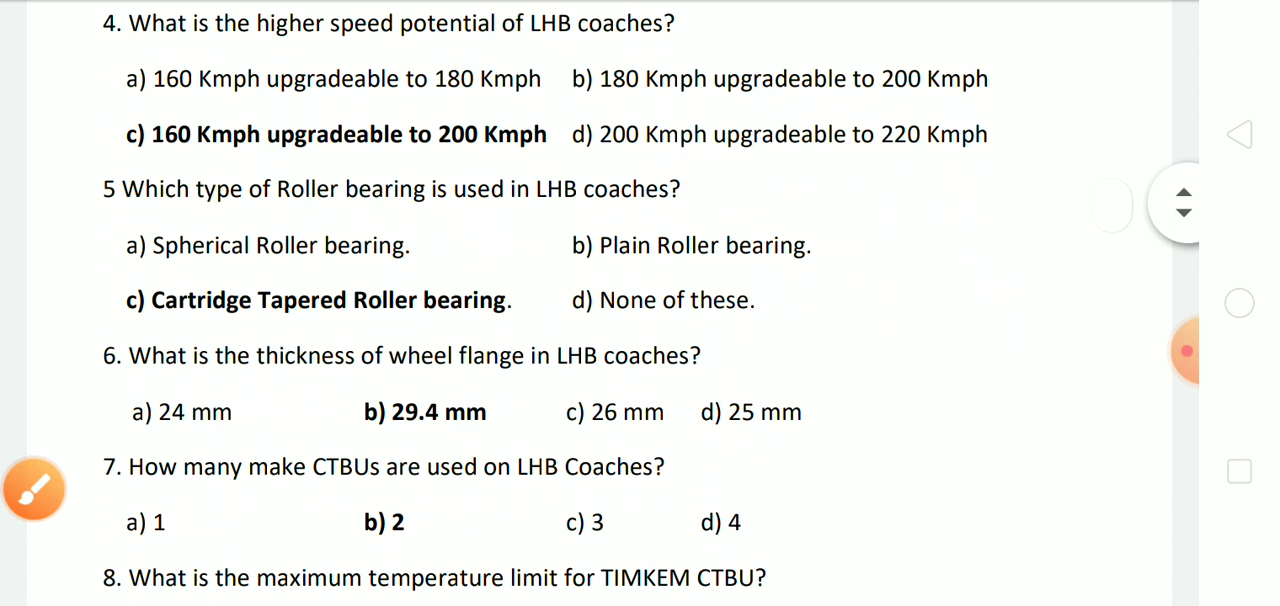 4. What is the higher speed potential of LHB coaches?
a) 160 Kmph upgradeable to 180 Kmph b) 180 Kmph upgradeable to 200 Kmph
c) 160 Kmph upgradeable to 200 Kmph d) 200 Kmph upgradeable to 220 Kmph
5 Which type of Roller bearing is used in LHB coaches?
a) Spherical Roller bearing. b) Plain Roller bearing.
c) Cartridge Tapered Roller bearing. d) None of these.
6. What is the thickness of wheel flange in LHB coaches?
a) 24 mm b) 29.4 mm c) 26 mm d) 25 mm
7. How many make CTBUs are used on LHB Coaches?
a) 1 b) 2 c) 3 d) 4
8. What is the maximum temperature limit for TIMKEM CTBU?